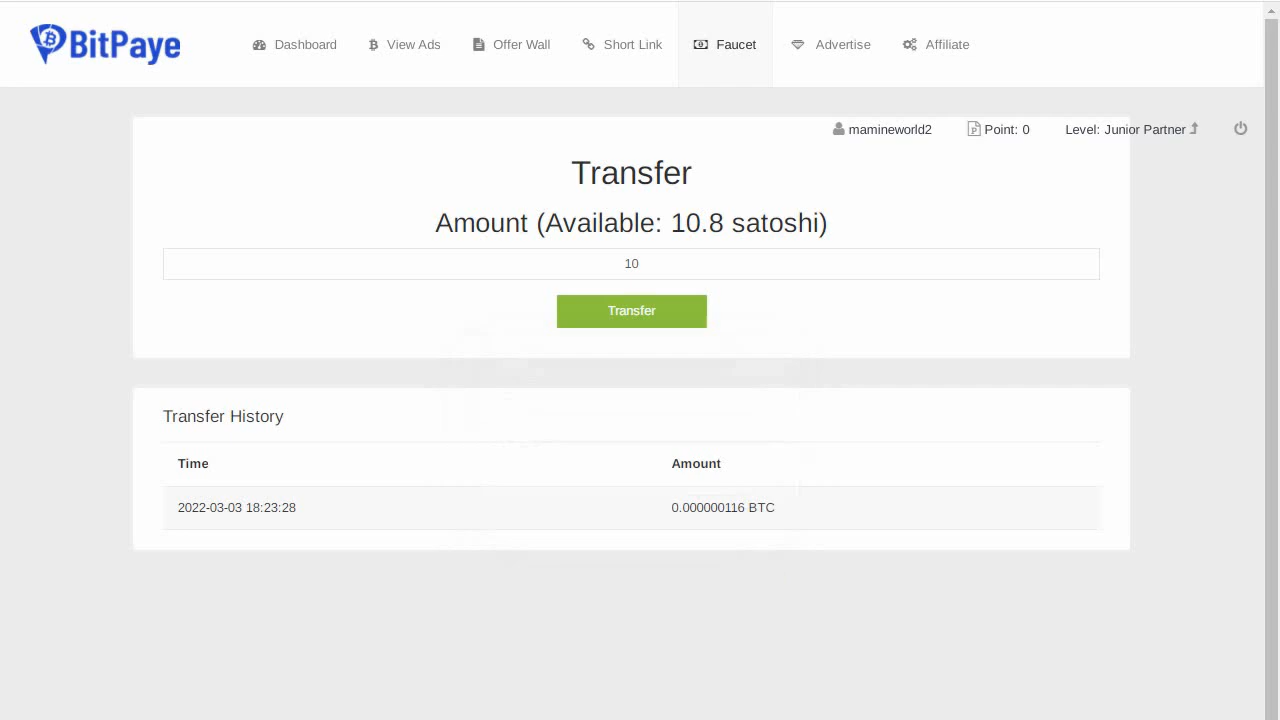 BitPaye
Dashboard View Ads Offer Wall Short Link Faucet Advertise Affiliate
mamineworld2 Point: 0 Level: Junior Partner
Transfer
Amount (Available: 10.8 satoshi)
10
Transfer
Transfer History
Time Amount
2022-03-03 18:23:28 0.000000116 BTC